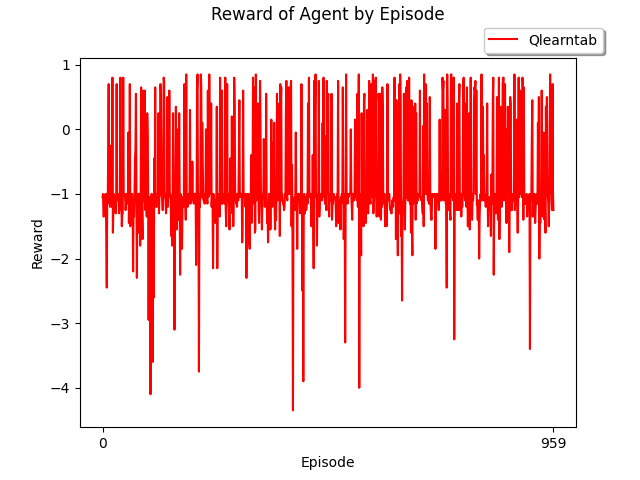 Reward of Agent by Episode
Qlearntab
1
0
−1
−2
−3
−4
Reward
0
959
Episode